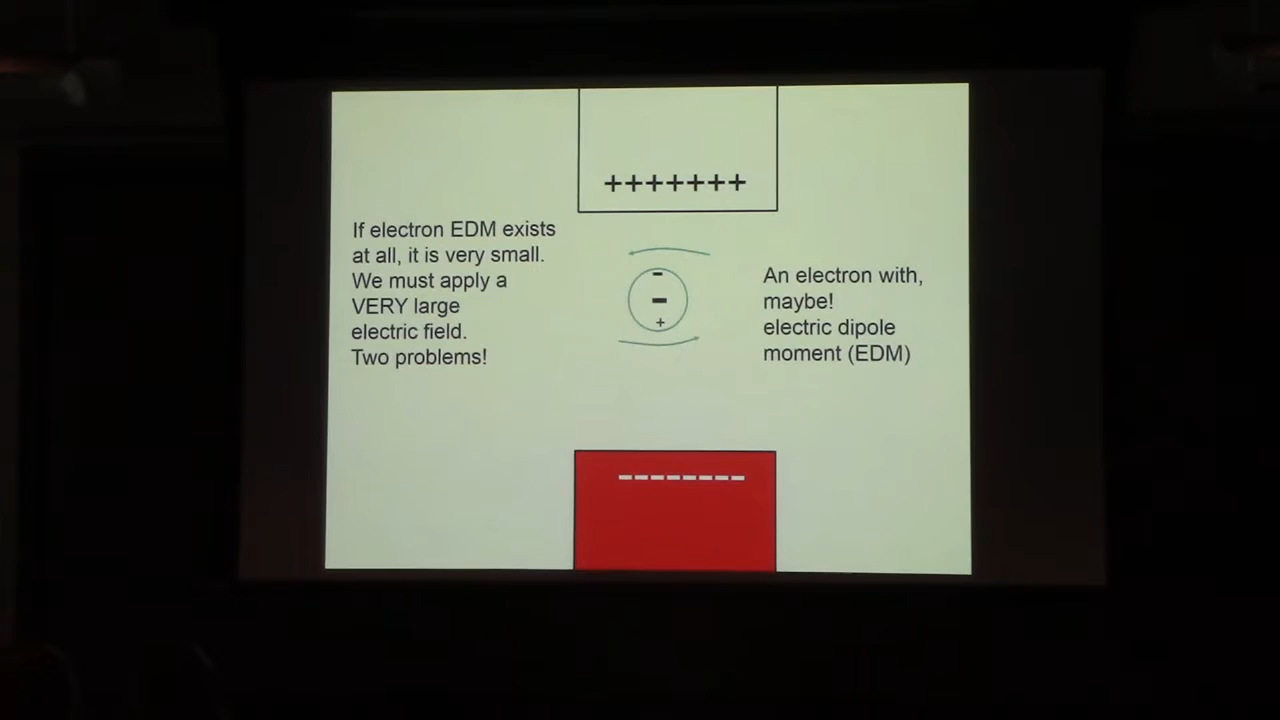 +++++++
If electron EDM exists
at all, it is very small.
We must apply a
VERY large
electric field.
Two problems!
-
-
+
An electron with,
maybe!
electric dipole
moment (EDM)
--------